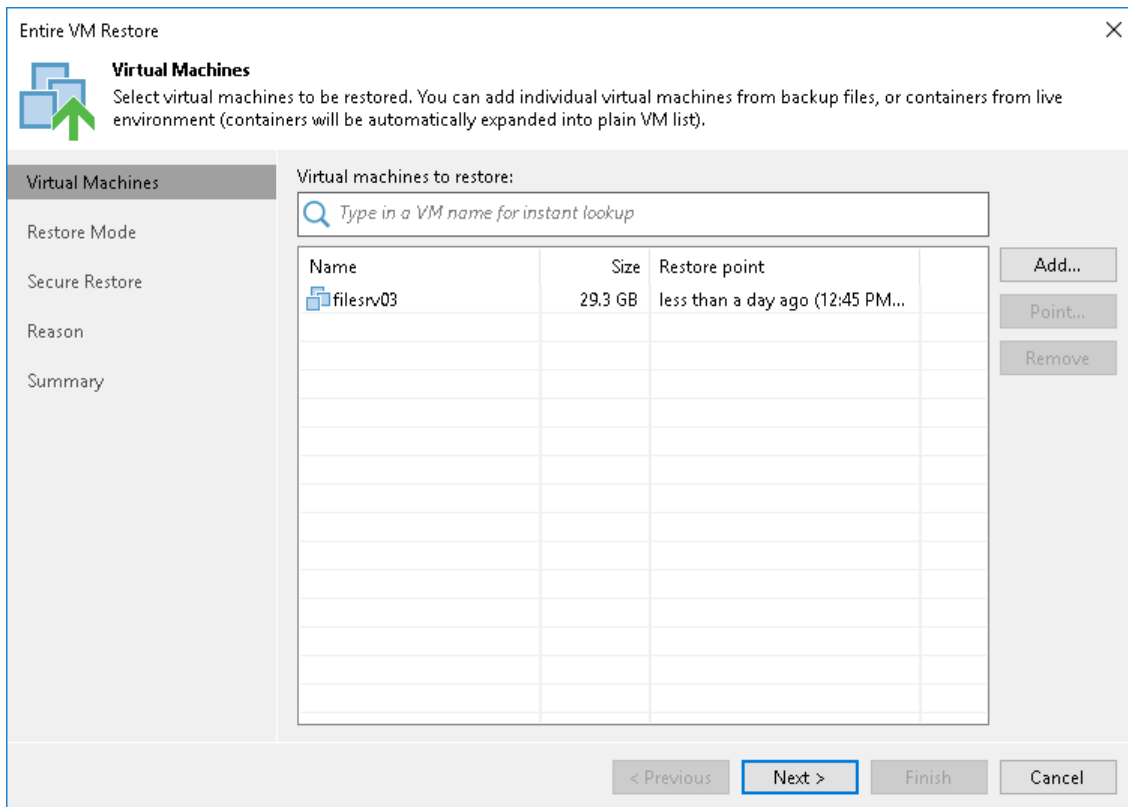 Entire VM Restore
Virtual Machines
Select virtual machines to be restored. You can add individual virtual machines from backup files, or containers from live
environment (containers will be automatically expanded into plain VM list).
Virtual Machines
Restore Mode
Secure Restore
Reason
Summary
Virtual machines to restore:
Type in a VM name for instant lookup
Name Size Restore point
filesrv03 29.3 GB less than a day ago (12:45 PM...
Add...
Point...
Remove
< Previous Next > Finish Cancel